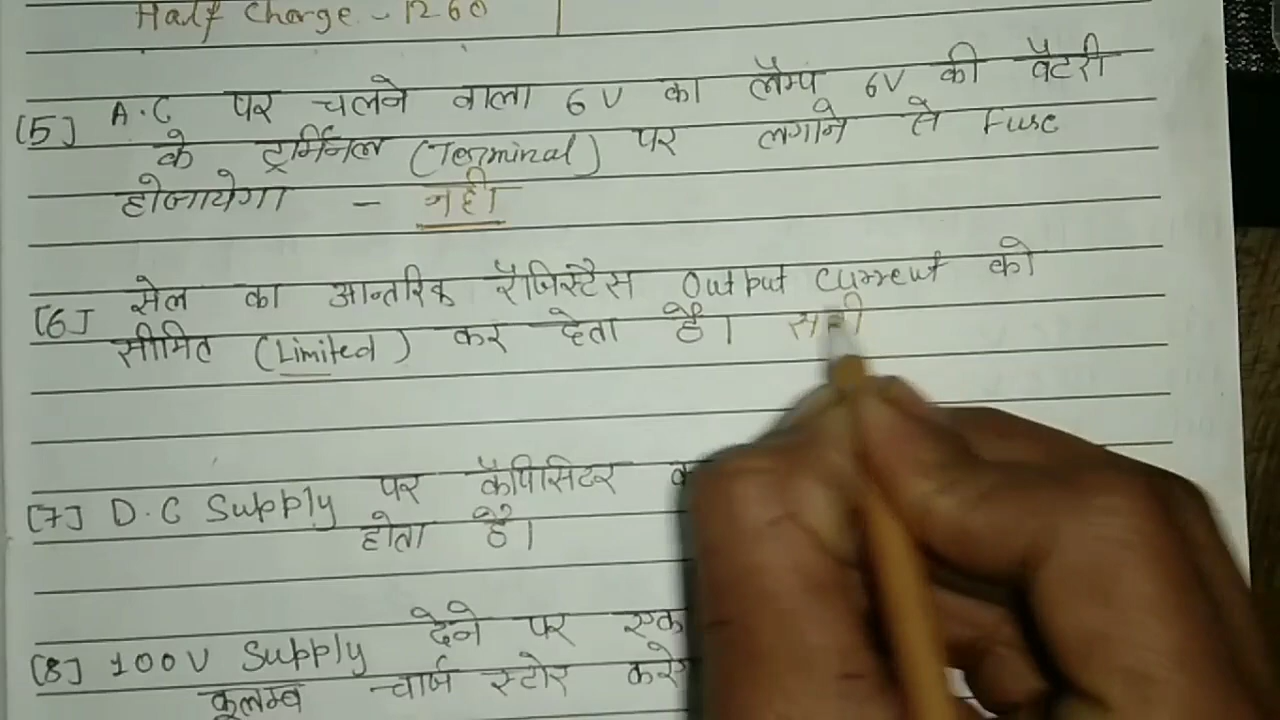 Half Charge - 1260
[5] A.C पर चलने वाला 6V का लैम्प 6V की बैटरी
के ट्रर्मिनल (Terminal) पर लगाने से Fuse
होजायेगा - नही
[6] सेल का आन्तरिक रैजिस्टैंस Output Current को
सीमित (Limited) कर देता है। सही
[7] D.C Supply पर कैपिसिटर
होता है।
[8] 100V Supply देने पर एक
कूलम्ब चार्ज स्टोर